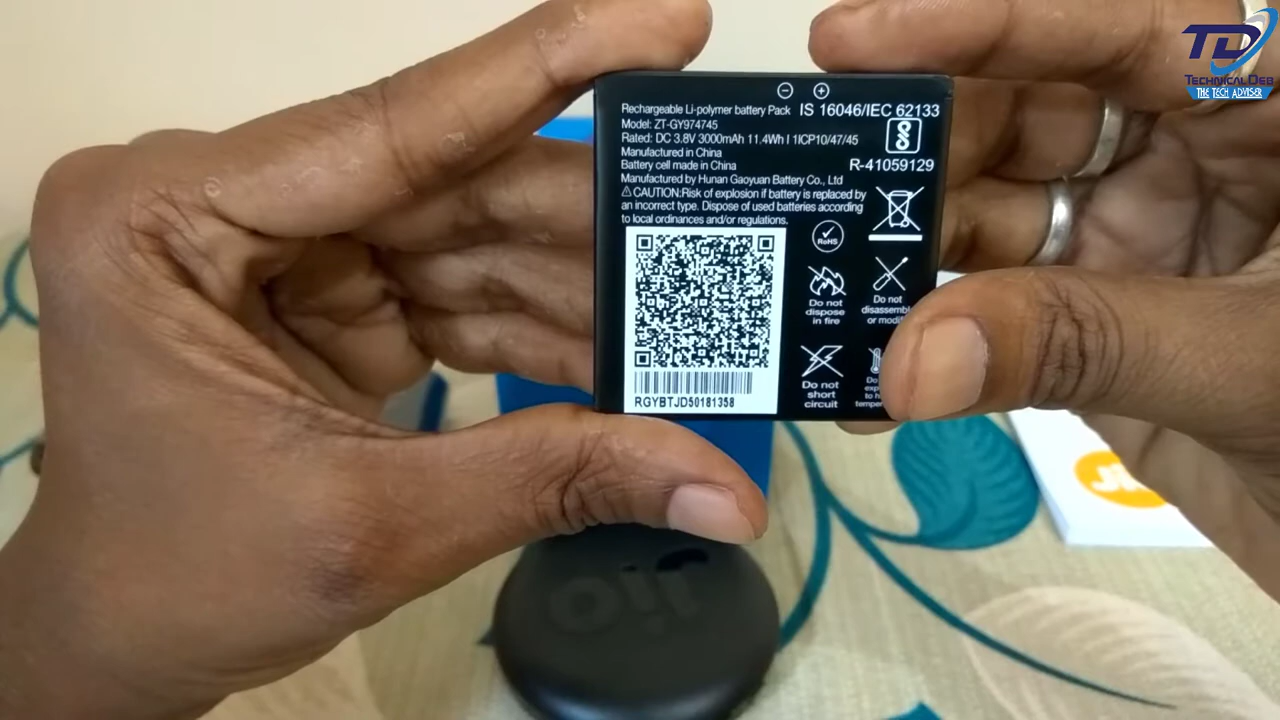 TD
TECHNICAL DEB
THE TECH ADVISER
Rechargeable Li-polymer battery Pack IS 16046/IEC 62133
Model: ZT-GY974745
Rated: DC 3.8V 3000mAh 11.4Wh I 1ICP10/47/45
Manufactured in China
Battery cell made in China
R-41059129
Manufactured by Hunan Gaoyuan Battery Co., Ltd
CAUTION:Risk of explosion if battery is replaced by
an incorrect type. Dispose of used batteries according
to local ordinances and/or regulations.
RoHS
Do not
dispose
in fire
Do not
or
Do not
short
circuit
RGYBTJD50181358
Jio